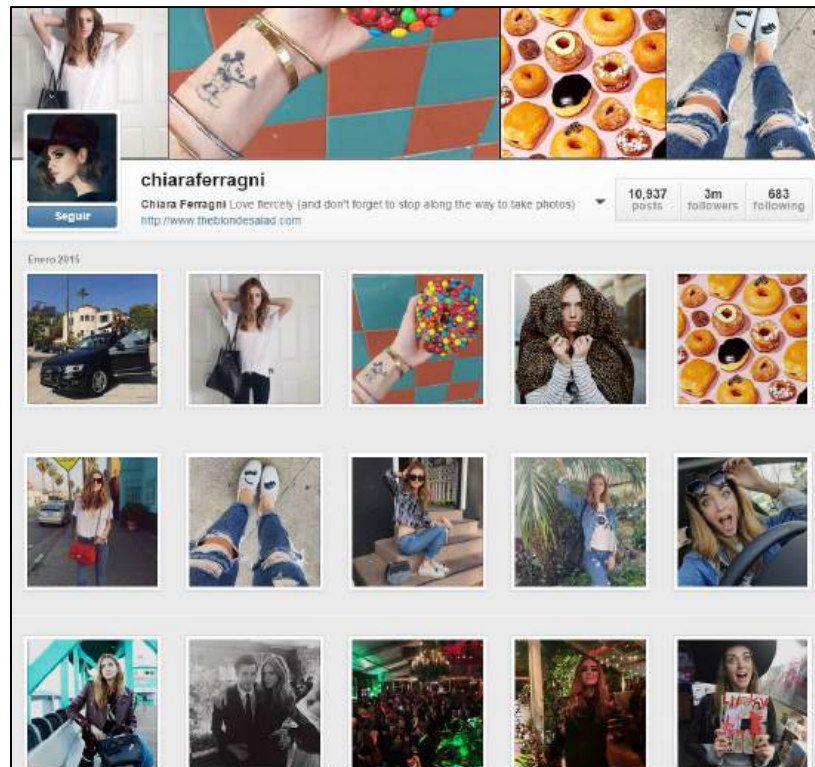 chiaraferragni
Chiara Ferragni Love fiercely (and don't forget to stop along the way to take photos)
http://www.theblondesalad.com
10,937 posts
3m followers
683 following
Seguir
Enero 2015
Lucky